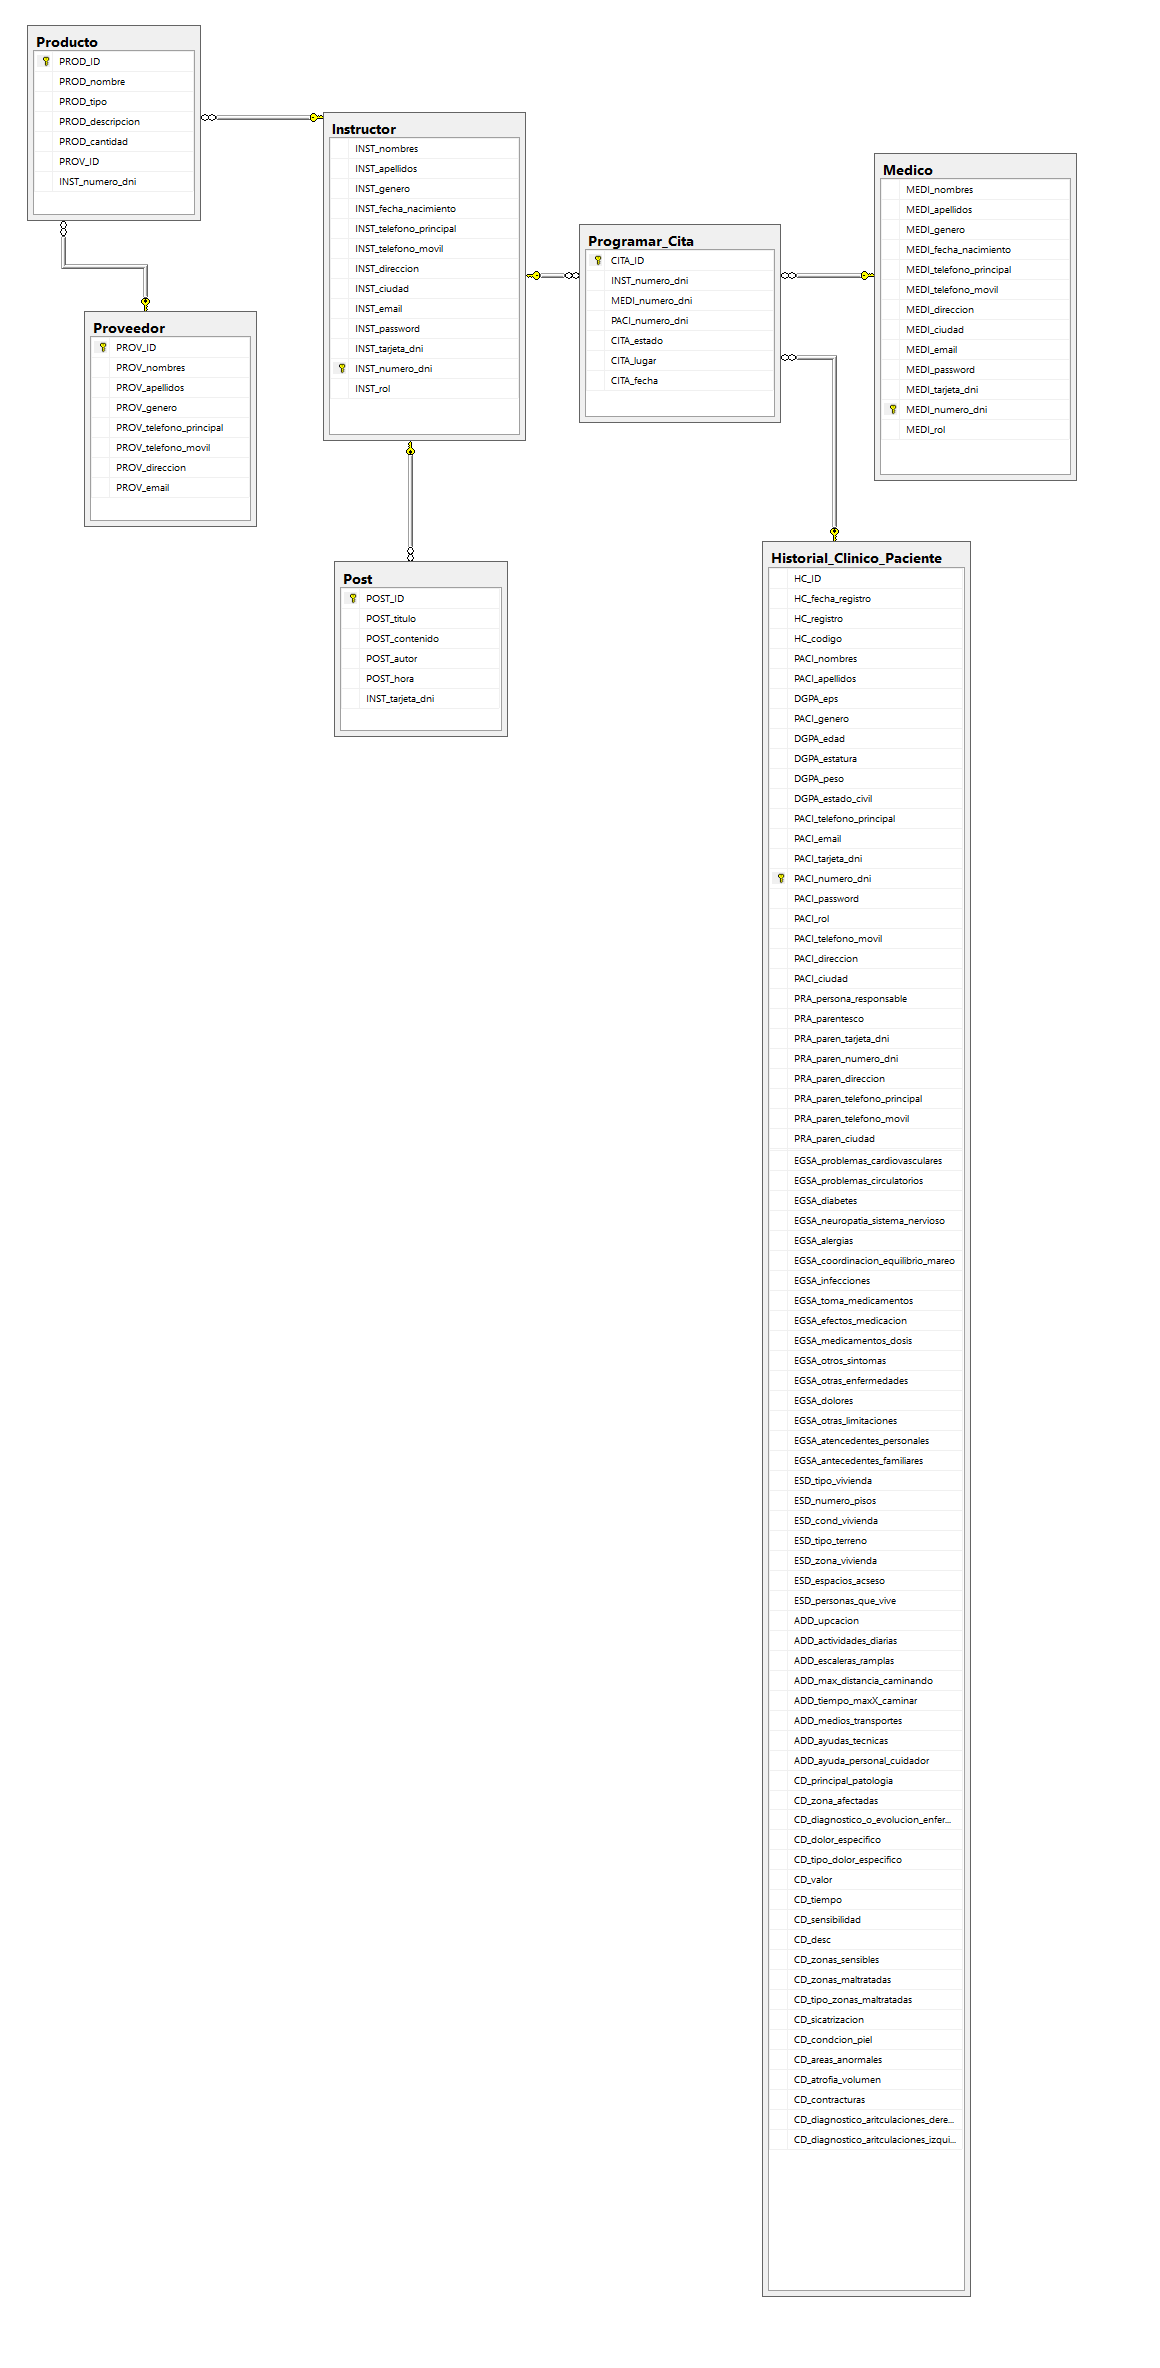 Producto
PROD_ID
PROD_nombre
PROD_tipo
PROD_descripcion
PROD_cantidad
PROV_ID
INST_numero_dni
Proveedor
PROV_ID
PROV_nombres
PROV_apellidos
PROV_genero
PROV_telefono_principal
PROV_telefono_movil
PROV_direccion
PROV_email
Instructor
INST_nombres
INST_apellidos
INST_genero
INST_fecha_nacimiento
INST_telefono_principal
INST_telefono_movil
INST_direccion
INST_ciudad
INST_email
INST_password
INST_tarjeta_dni
INST_numero_dni
INST_rol
Post
POST_ID
POST_titulo
POST_contenido
POST_autor
POST_hora
INST_tarjeta_dni
Programar_Cita
CITA_ID
INST_numero_dni
MEDI_numero_dni
PACI_numero_dni
CITA_estado
CITA_lugar
CITA_fecha
Medico
MEDI_nombres
MEDI_apellidos
MEDI_genero
MEDI_fecha_nacimiento
MEDI_telefono_principal
MEDI_telefono_movil
MEDI_direccion
MEDI_ciudad
MEDI_email
MEDI_password
MEDI_tarjeta_dni
MEDI_numero_dni
MEDI_rol
Historial_Clinico_Paciente
HC_ID
HC_fecha_registro
HC_registro
HC_codigo
PACI_nombres
PACI_apellidos
DGPA_eps
PACI_genero
DGPA_edad
DGPA_estatura
DGPA_peso
DGPA_estado_civil
PACI_telefono_principal
PACI_email
PACI_tarjeta_dni
PACI_numero_dni
PACI_password
PACI_rol
PACI_telefono_movil
PACI_direccion
PACI_ciudad
PRA_persona_responsable
PRA_parentesco
PRA_paren_tarjeta_dni
PRA_paren_numero_dni
PRA_paren_direccion
PRA_paren_telefono_principal
PRA_paren_telefono_movil
PRA_paren_ciudad
EGSA_problemas_cardiovasculares
EGSA_problemas_circulatorios
EGSA_diabetes
EGSA_neuropatia_sistema_nervioso
EGSA_alergias
EGSA_coordinacion_equilibrio_mareo
EGSA_infecciones
EGSA_toma_medicamentos
EGSA_efectos_medicacion
EGSA_medicamentos_dosis
EGSA_otros_sintomas
EGSA_otras_enfermedades
EGSA_dolores
EGSA_otras_limitaciones
EGSA_atencedentes_personales
EGSA_antecedentes_familiares
ESD_tipo_vivienda
ESD_numero_pisos
ESD_cond_vivienda
ESD_tipo_terreno
ESD_zona_vivienda
ESD_espacios_acseso
ESD_personas_que_vive
ADD_upcacion
ADD_actividades_diarias
ADD_escaleras_ramplas
ADD_max_distancia_caminando
ADD_tiempo_maxX_caminar
ADD_medios_transportes
ADD_ayudas_tecnicas
ADD_ayuda_personal_cuidador
CD_principal_patologia
CD_zona_afectadas
CD_diagnostico_o_evolucion_enfer...
CD_dolor_especifico
CD_tipo_dolor_especifico
CD_valor
CD_tiempo
CD_sensibilidad
CD_desc
CD_zonas_sensibles
CD_zonas_maltratadas
CD_tipo_zonas_maltratadas
CD_sicatrizacion
CD_condcion_piel
CD_areas_anormales
CD_atrofia_volumen
CD_contracturas
CD_diagnostico_aritculaciones_dere...
CD_diagnostico_aritculaciones_izqui...